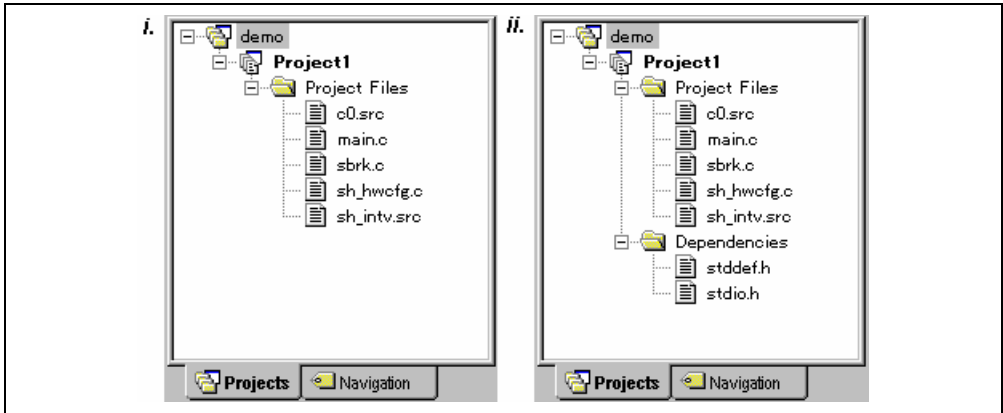 i.
demo
Project1
Project Files
c0.src
main.c
sbrk.c
sh_hwcfg.c
sh_intv.src
Projects
Navigation
ii.
demo
Project1
Project Files
c0.src
main.c
sbrk.c
sh_hwcfg.c
sh_intv.src
Dependencies
stddef.h
stdio.h
Projects
Navigation